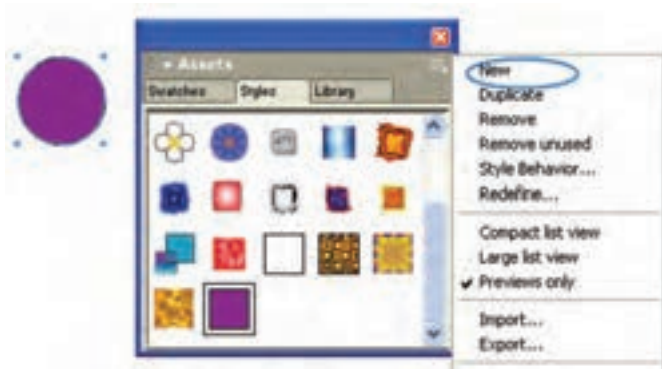 Assets
Swatches Styles Library
New
Duplicate
Remove
Remove unused
Style Behavior...
Redefine...
Compact list view
Large list view
Previews only
Import...
Export...